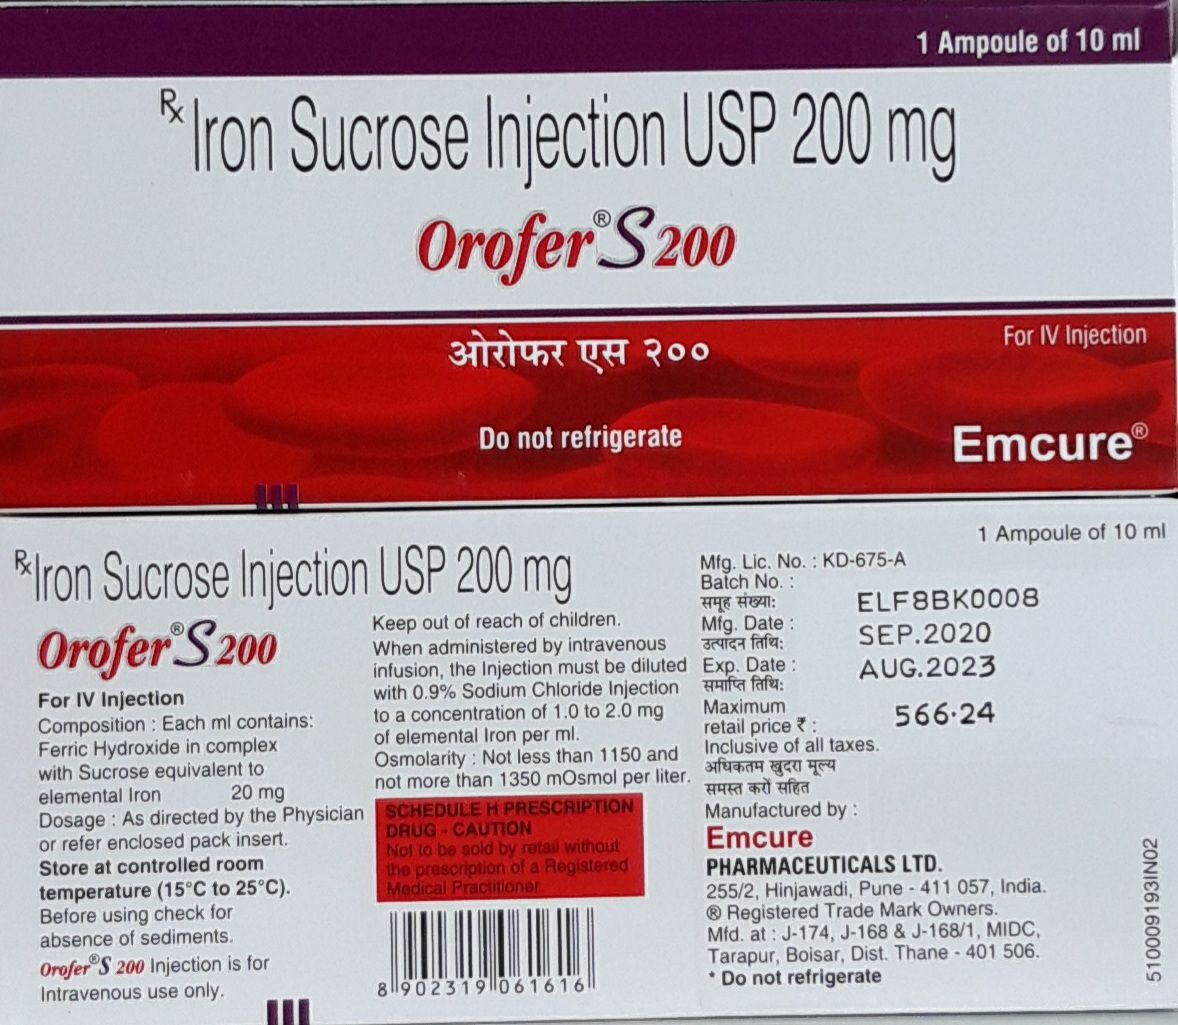 1 Ampoule of 10 ml
Rx Iron Sucrose Injection USP 200 mg
Orofer® S 200
ओरोफर एस २००
For IV Injection
Do not refrigerate
Emcure®
1 Ampoule of 10 ml
Rx Iron Sucrose Injection USP 200 mg
Orofer® S 200
For IV Injection
Composition : Each ml contains:
Ferric Hydroxide in complex
with Sucrose equivalent to
elemental Iron 20 mg
Dosage : As directed by the Physician
or refer enclosed pack insert.
Store at controlled room
temperature (15°C to 25°C).
Before using check for
absence of sediments.
Orofer® S 200 Injection is for
Intravenous use only.
Keep out of reach of children.
When administered by intravenous
infusion, the Injection must be diluted
with 0.9% Sodium Chloride Injection
to a concentration of 1.0 to 2.0 mg
of elemental Iron per ml.
Osmolarity : Not less than 1150 and
not more than 1350 mOsmol per liter.
SCHEDULE H PRESCRIPTION
DRUG - CAUTION
Not to be sold by retail without
the prescription of a Registered
Medical Practitioner.
8 902319 061616
Mfg. Lic. No. : KD-675-A
Batch No. :
समूह संख्या: ELF8BK0008
Mfg. Date : SEP.2020
उत्पादन तिथि:
Exp. Date : AUG.2023
समाप्ति तिथि:
Maximum
retail price ₹ : 566.24
Inclusive of all taxes.
अधिकतम खुदरा मूल्य
समस्त करों सहित
Manufactured by :
Emcure
PHARMACEUTICALS LTD.
255/2, Hinjawadi, Pune - 411 057, India.
® Registered Trade Mark Owners.
Mfd. at : J-174, J-168 & J-168/1, MIDC,
Tarapur, Boisar, Dist. Thane - 401 506.
* Do not refrigerate
510009193IN02